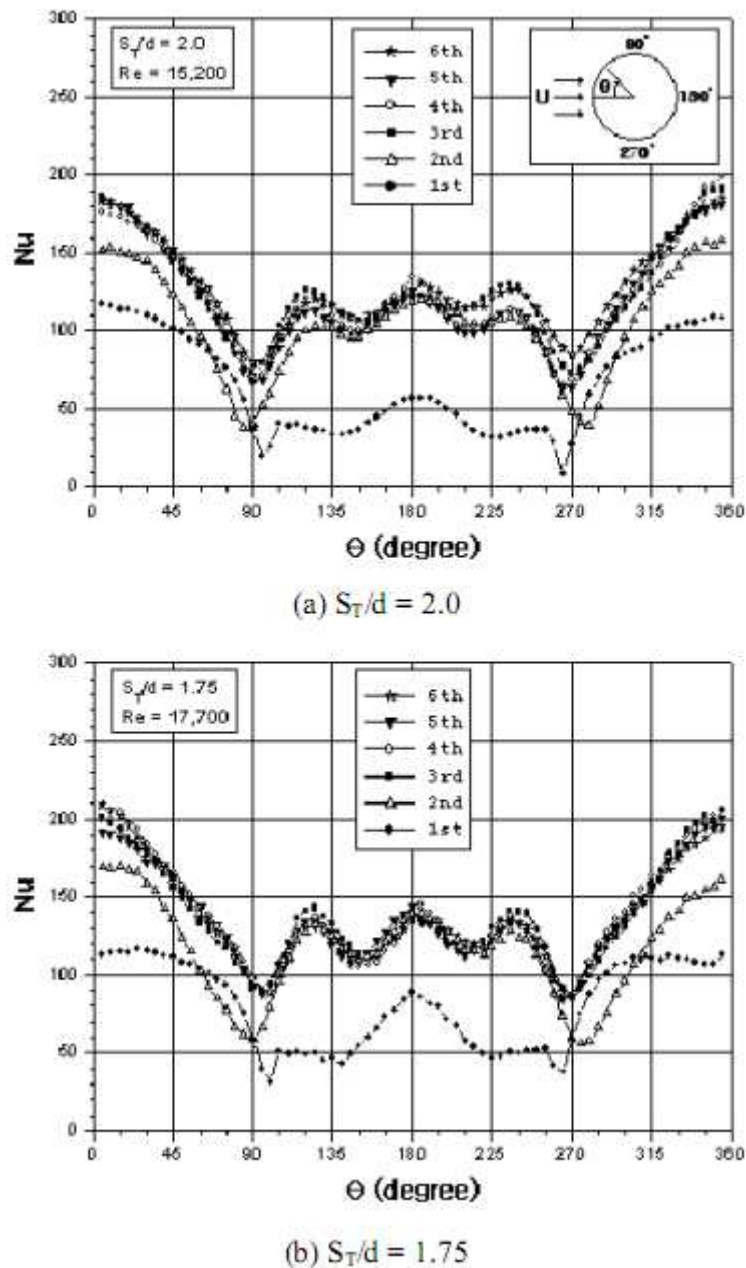 300
250
200
150
100
50
0
Nu
S_T/d = 2.0
Re = 15,200
6th
5th
4th
3rd
2nd
1st
90°
U
θ
180°
270°
0 45 90 135 180 225 270 315 360
Θ (degree)
(a) S_T/d = 2.0
300
250
200
150
100
50
0
Nu
S_T/d = 1.75
Re = 17,700
6th
5th
4th
3rd
2nd
1st
0 45 90 135 180 225 270 315 360
Θ (degree)
(b) S_T/d = 1.75